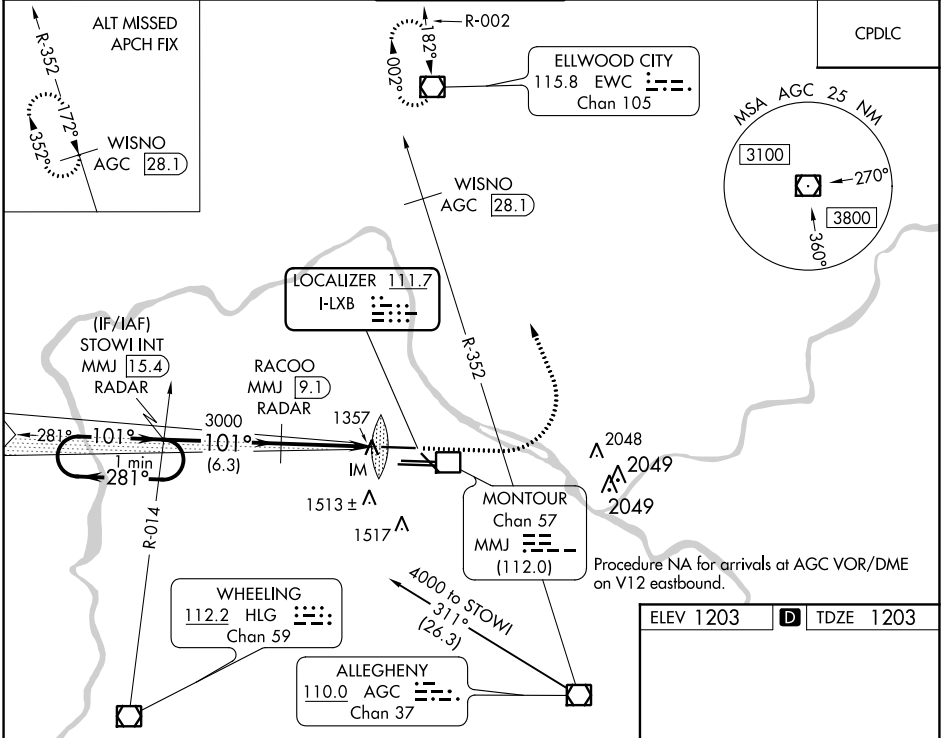 ALT MISSED
APCH FIX
R-352
172°
352°
WISNO
AGC 28.1
R-002
182°
002°
ELLWOOD CITY
115.8 EWC
Chan 105
CPDLC
MSA AGC 25 NM
3100
270°
3800
360°
WISNO
AGC 28.1
LOCALIZER 111.7
I-LXB
R-352
(IF/IAF)
STOWI INT
MMJ 15.4
RADAR
RACOO
MMJ 9.1
RADAR
3000
281°
101°
101°
(6.3)
1 min
281°
1357
IM
1513 ±
1517
2048
2049
2049
MONTOUR
Chan 57
MMJ
(112.0)
R-014
Procedure NA for arrivals at AGC VOR/DME
on V12 eastbound.
4000 to STOWI
311°
(26.3)
WHEELING
112.2 HLG
Chan 59
ALLEGHENY
110.0 AGC
Chan 37
ELEV 1203 D TDZE 1203